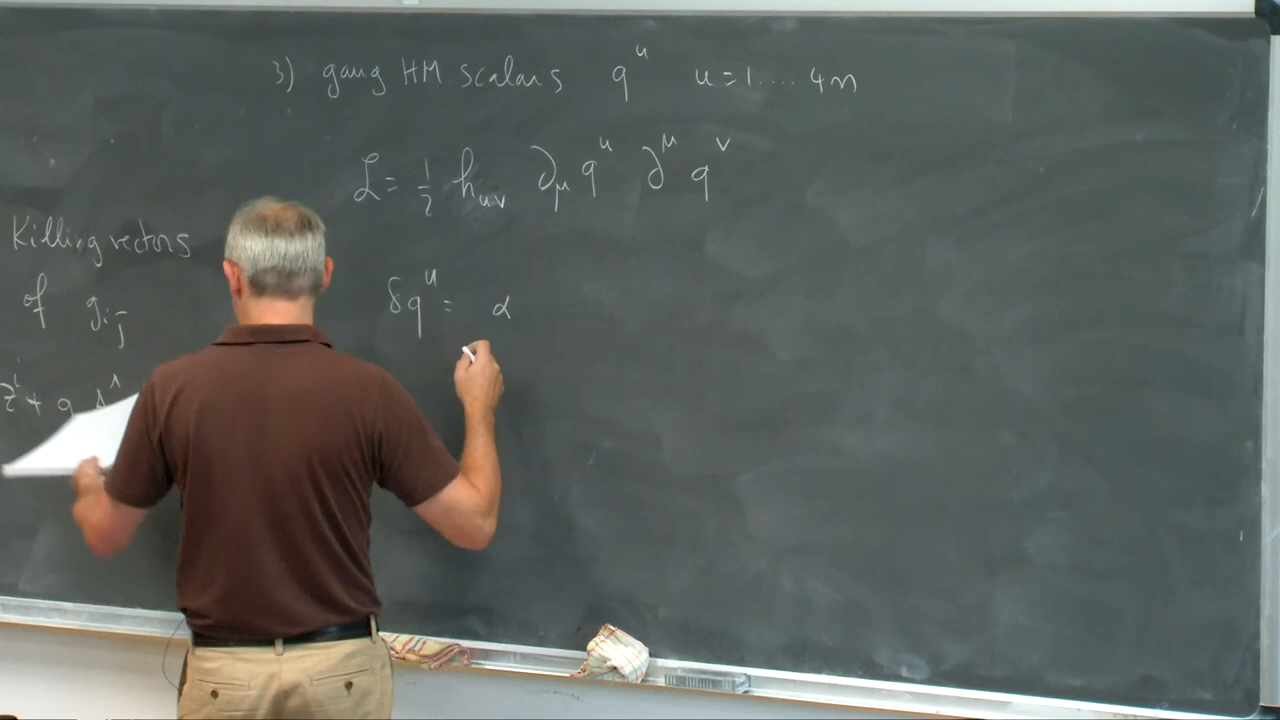 3) gaug HM scalars q^u u=1....4n
ℒ = 1/2 h_uv ∂_μ q^u ∂^μ q^v
Killing vectors
of g_ij̄
δq^u = α
z^i + g